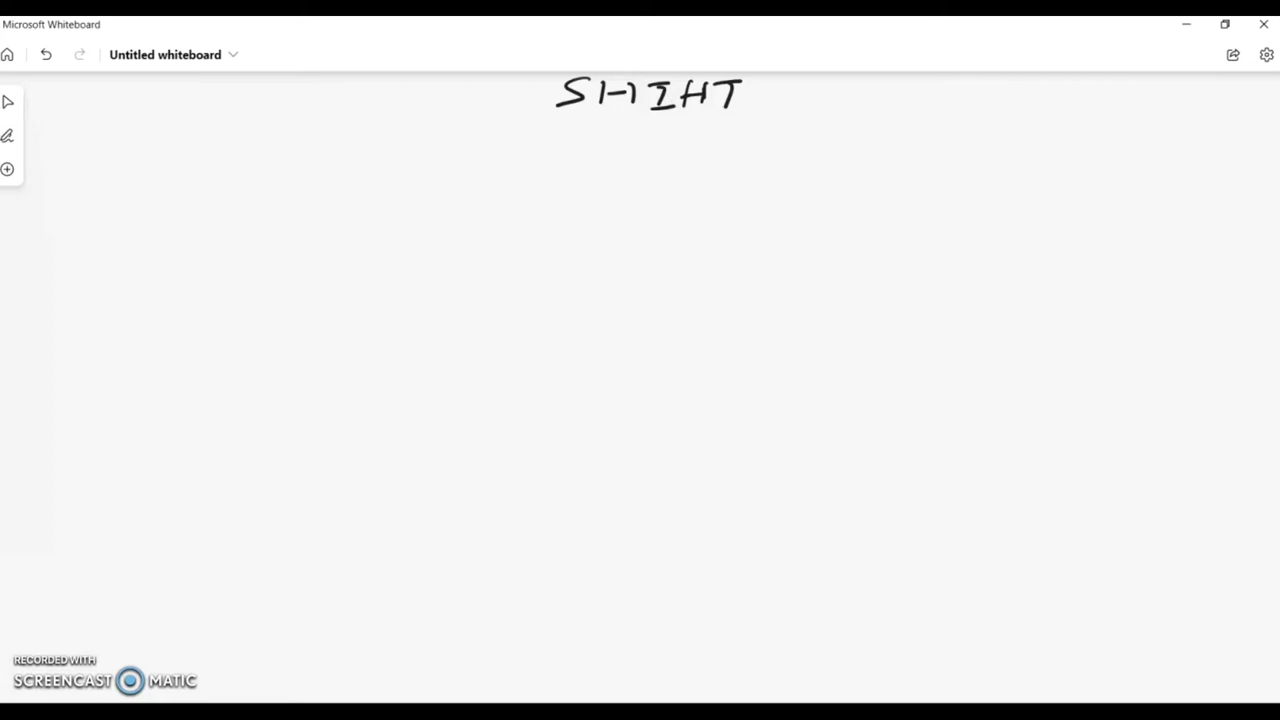 Microsoft Whiteboard
Untitled whiteboard
SHIHT
RECORDED WITH
SCREENCAST MATIC